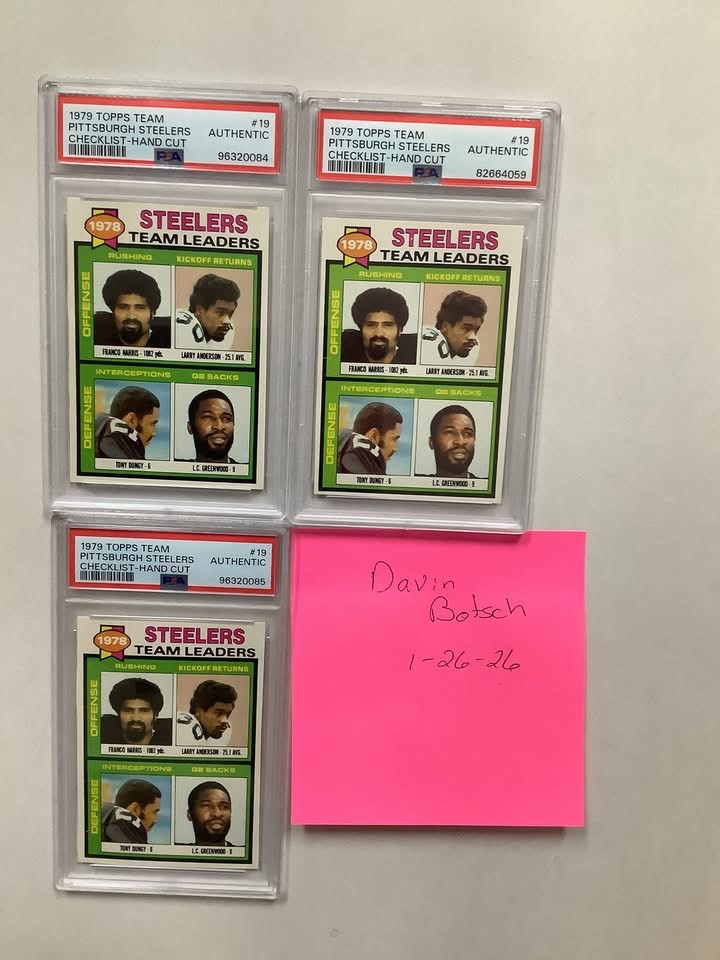 1979 TOPPS TEAM #19
PITTSBURGH STEELERS AUTHENTIC
CHECKLIST-HAND CUT
PSA 96320084
1978 STEELERS
TEAM LEADERS
RUSHING KICKOFF RETURNS
OFFENSE
FRANCO HARRIS - 1082 yds. LARRY ANDERSON - 25.1 AVG.
INTERCEPTIONS QB SACKS
DEFENSE
TONY DUNGY - 6 L.C. GREENWOOD - 9
1979 TOPPS TEAM #19
PITTSBURGH STEELERS AUTHENTIC
CHECKLIST-HAND CUT
PSA 82664059
1978 STEELERS
TEAM LEADERS
RUSHING KICKOFF RETURNS
OFFENSE
FRANCO HARRIS - 1082 yds. LARRY ANDERSON - 25.1 AVG.
INTERCEPTIONS QB SACKS
DEFENSE
TONY DUNGY - 6 L.C. GREENWOOD - 9
1979 TOPPS TEAM #19
PITTSBURGH STEELERS AUTHENTIC
CHECKLIST-HAND CUT
PSA 96320085
1978 STEELERS
TEAM LEADERS
RUSHING KICKOFF RETURNS
OFFENSE
FRANCO HARRIS - 1082 yds. LARRY ANDERSON - 25.1 AVG.
INTERCEPTIONS QB SACKS
DEFENSE
TONY DUNGY - 6 L.C. GREENWOOD - 9
Davin
Botsch
1-26-26